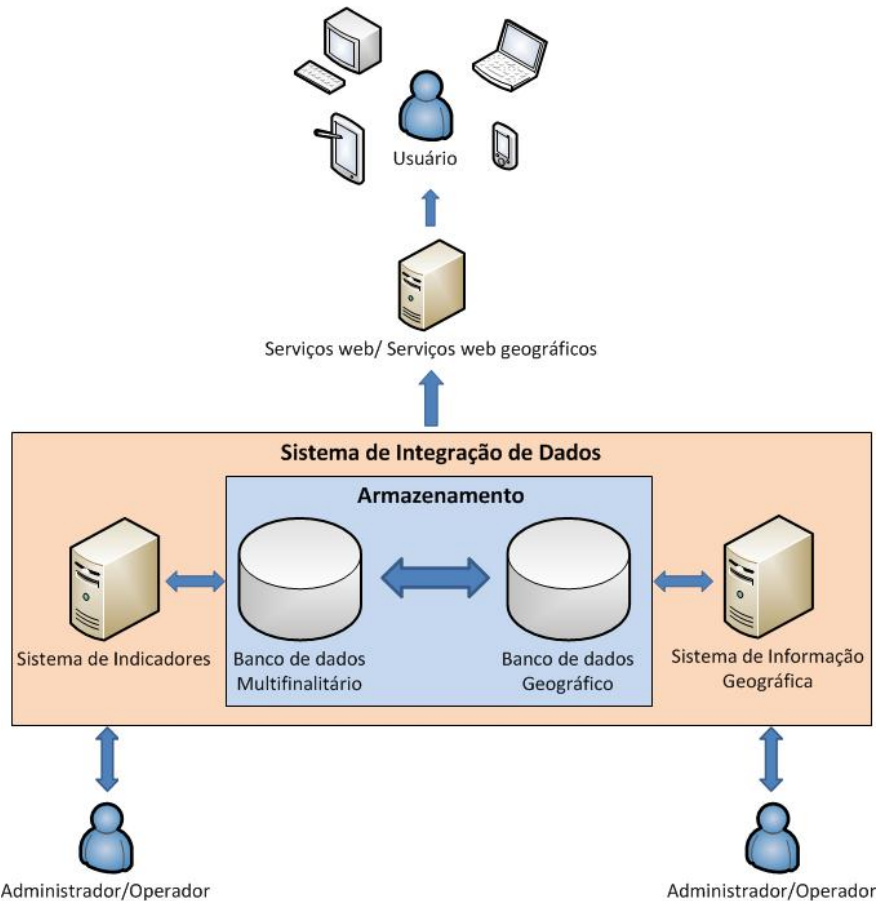 Usuário
Serviços web/ Serviços web geográficos
Sistema de Integração de Dados
Armazenamento
Sistema de Indicadores
Banco de dados
Multifinalitário
Banco de dados
Geográfico
Sistema de Informação
Geográfica
Administrador/Operador
Administrador/Operador